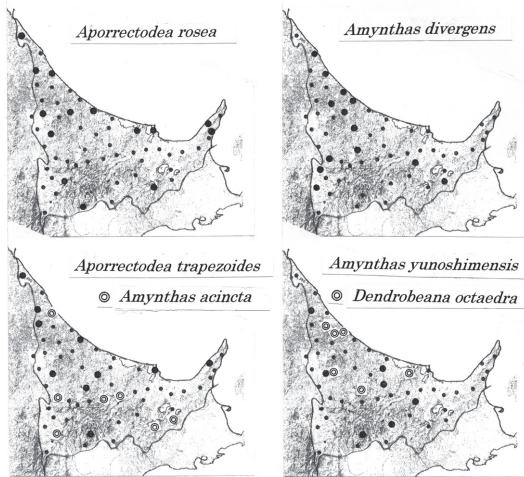 Aporrectodea rosea
Amynthas divergens
Aporrectodea trapezoides
◎ Amynthas acincta
Amynthas yunoshimensis
◎ Dendrobeana octaedra